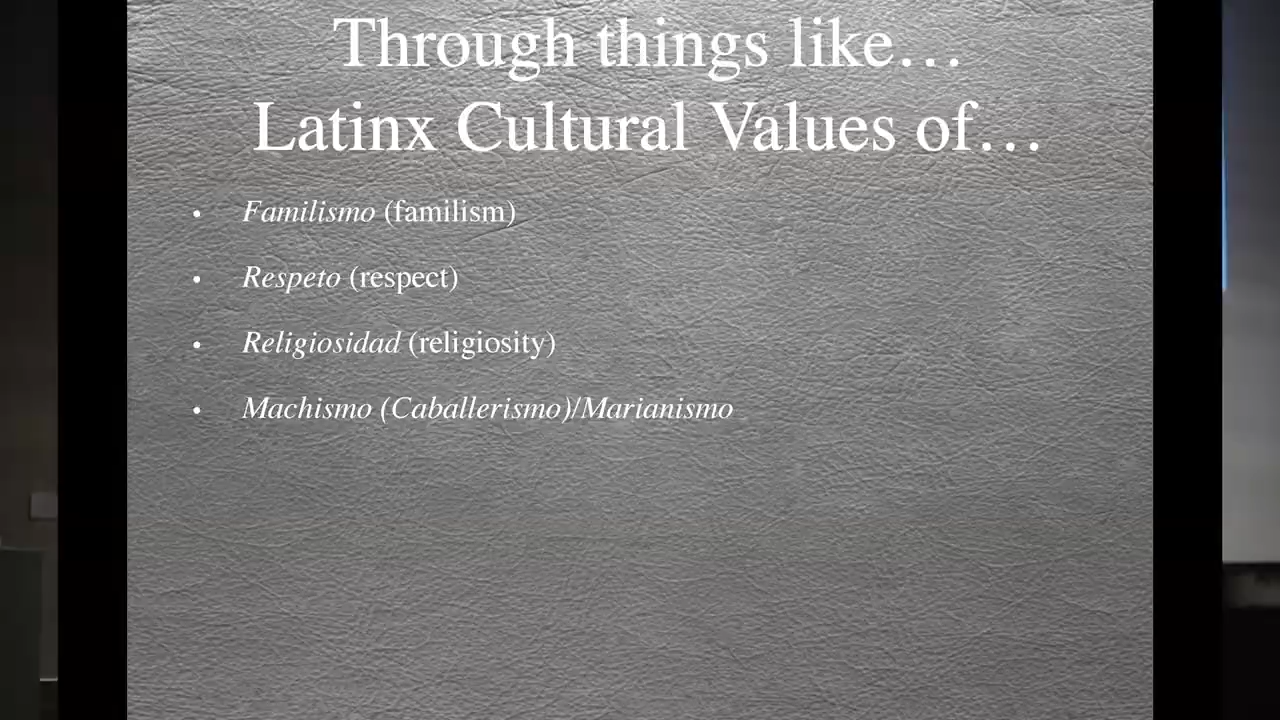 Through things like…
Latinx Cultural Values of…
• Familismo (familism)
• Respeto (respect)
• Religiosidad (religiosity)
• Machismo (Caballerismo)/Marianismo